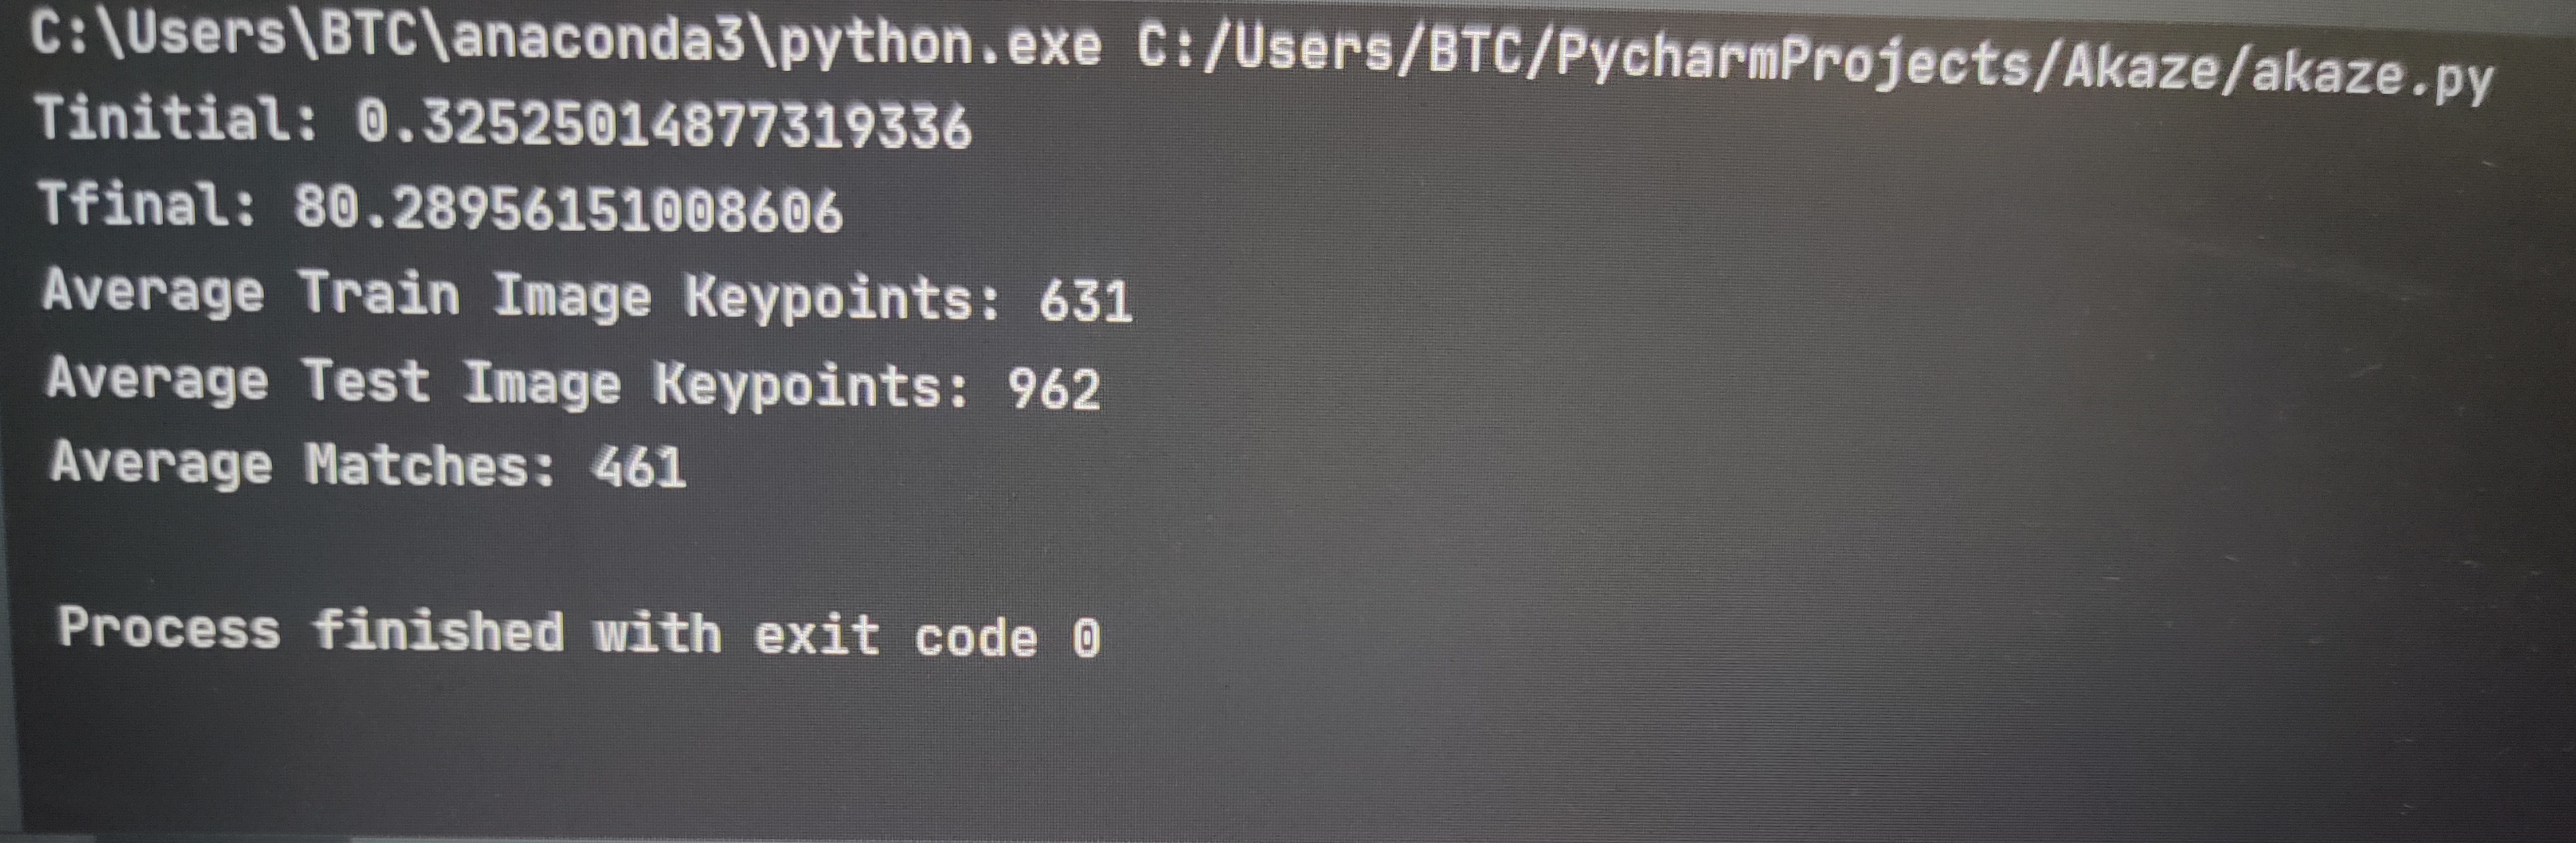 C:\Users\BTC\anaconda3\python.exe C:/Users/BTC/PycharmProjects/Akaze/akaze.py
Tinitial: 0.32525014877319336
Tfinal: 80.28956151008606
Average Train Image Keypoints: 631
Average Test Image Keypoints: 962
Average Matches: 461
Process finished with exit code 0